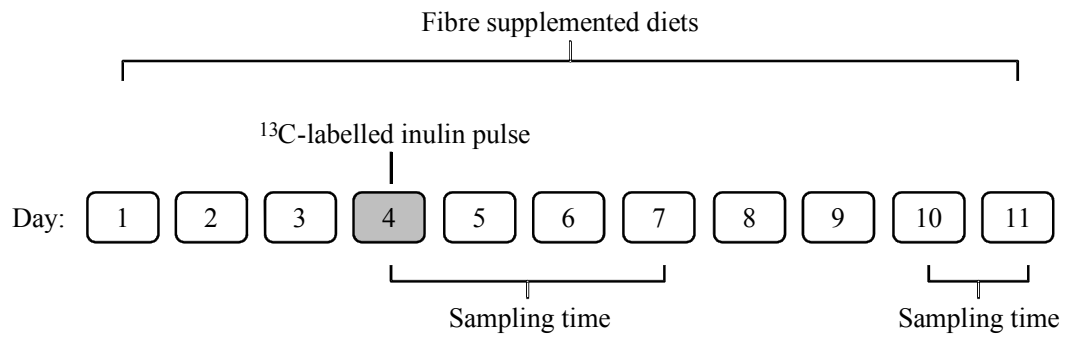 Fibre supplemented diets
¹³C-labelled inulin pulse
Day: 1 2 3 4 5 6 7 8 9 10 11
Sampling time Sampling time